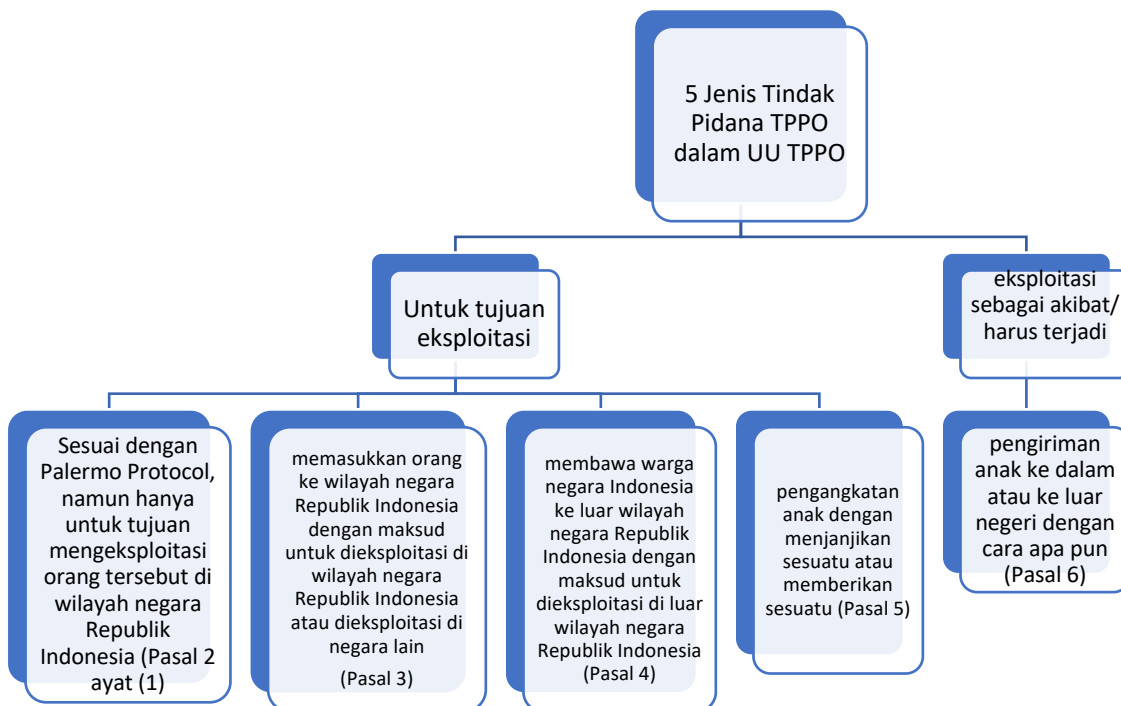 5 Jenis Tindak
Pidana TPPO
dalam UU TPPO
Untuk tujuan
eksploitasi
eksploitasi
sebagai akibat/
harus terjadi
Sesuai dengan
Palermo Protocol,
namun hanya
untuk tujuan
mengeksploitasi
orang tersebut di
wilayah negara
Republik
Indonesia (Pasal 2
ayat (1)
memasukkan orang
ke wilayah negara
Republik Indonesia
dengan maksud
untuk dieksploitasi di
wilayah negara
Republik Indonesia
atau dieksploitasi di
negara lain
(Pasal 3)
membawa warga
negara Indonesia
ke luar wilayah
negara Republik
Indonesia dengan
maksud untuk
dieksploitasi di luar
wilayah negara
Republik Indonesia
(Pasal 4)
pengangkatan
anak dengan
menjanjikan
sesuatu atau
memberikan
sesuatu (Pasal 5)
pengiriman
anak ke dalam
atau ke luar
negeri dengan
cara apa pun
(Pasal 6)